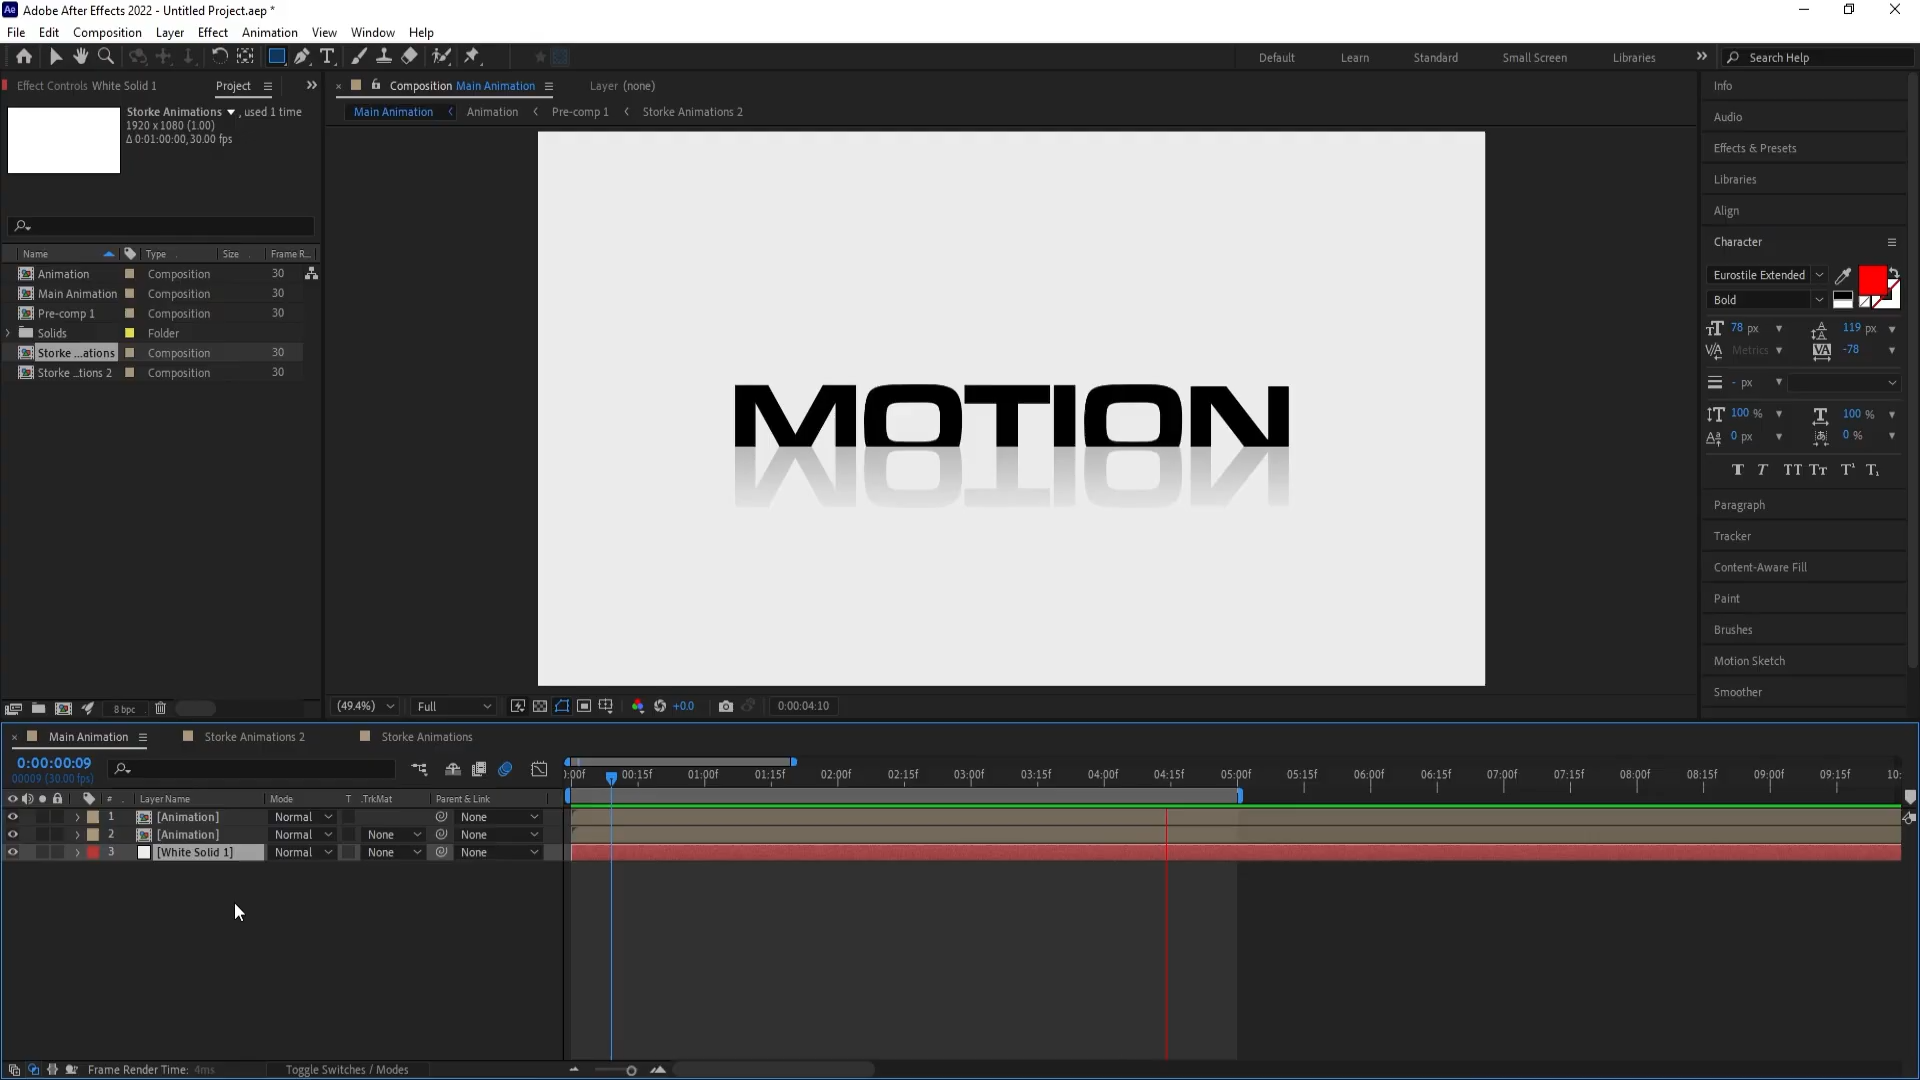 Adobe After Effects 2022 - Untitled Project.aep *
File Edit Composition Layer Effect Animation View Window Help
Default Learn Standard Small Screen Libraries Search Help
Effect Controls White Solid 1 Project
Composition Main Animation Layer (none)
Main Animation Animation Pre-comp 1 Storke Animations 2
Storke Animations , used 1 time
1920 x 1080 (1.00)
Δ 0:01:00:00, 30.00 fps
Name Type Size Frame R...
Animation Composition 30
Main Animation Composition 30
Pre-comp 1 Composition 30
Solids Folder
Storke ...ations Composition 30
Storke ...tions 2 Composition 30
8 bpc
MOTION
(49.4%) Full +0.0 0:00:04:10
Info
Audio
Effects & Presets
Libraries
Align
Character
Eurostile Extended
Bold
78 px 119 px
Metrics -78
- px
100 % 100 %
0 px 0 %
T T TT Tт T¹ T₁
Paragraph
Tracker
Content-Aware Fill
Paint
Brushes
Motion Sketch
Smoother
Main Animation Storke Animations 2 Storke Animations
0:00:00:09
00009 (30.00 fps)
:00f 00:15f 01:00f 01:15f 02:00f 02:15f 03:00f 03:15f 04:00f 04:15f 05:00f 05:15f 06:00f 06:15f 07:00f 07:15f 08:00f 08:15f 09:00f 09:15f 10:
# Layer Name Mode T .TrkMat Parent & Link
1 [Animation] Normal None
2 [Animation] Normal None None
3 [White Solid 1] Normal None None
Frame Render Time: 4ms Toggle Switches / Modes